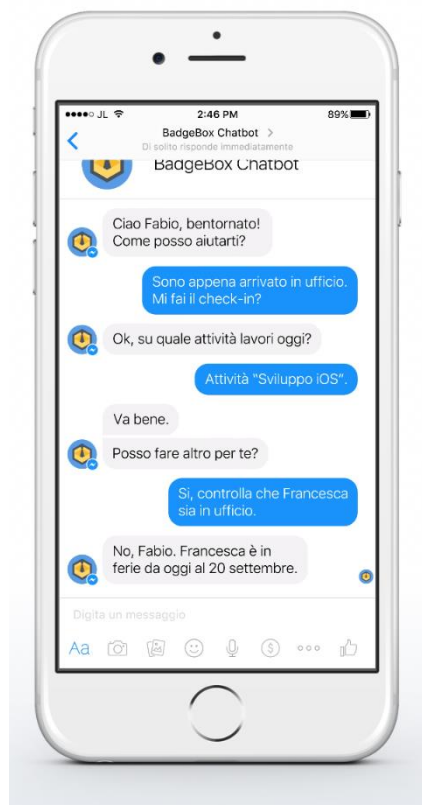 JL 2:46 PM 89%
BadgeBox Chatbot
Di solito risponde immediatamente
BadgeBox Chatbot
Ciao Fabio, bentornato!
Come posso aiutarti?
Sono appena arrivato in ufficio.
Mi fai il check-in?
Ok, su quale attività lavori oggi?
Attività "Sviluppo iOS".
Va bene.
Posso fare altro per te?
Sì, controlla che Francesca
sia in ufficio.
No, Fabio. Francesca è in
ferie da oggi al 20 settembre.
Digita un messaggio
Aa
$